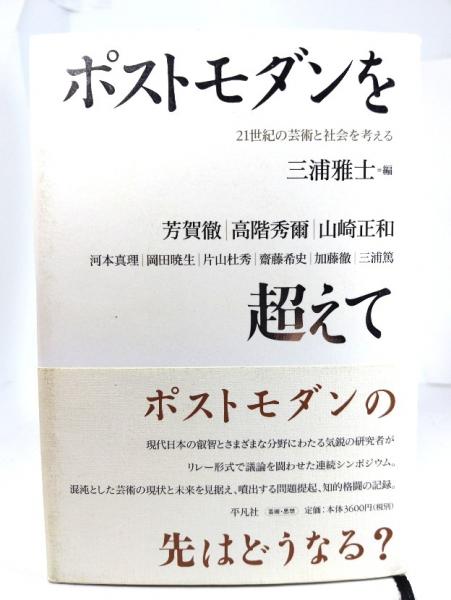 ポストモダンを
21世紀の芸術と社会を考える
三浦雅士=編
芳賀徹|高階秀爾|山崎正和
河本真理|岡田暁生|片山杜秀|齋藤希史|加藤徹|三浦篤
超えて
ポストモダンの
現代日本の叡智とさまざまな分野にわたる気鋭の研究者が
リレー形式で議論を闘わせた連続シンポジウム。
混沌とした芸術の現状と未来を見据え、噴出する問題提起、知的格闘の記録。
平凡社 芸術・思想 定価:本体3600円(税別)
先はどうなる?